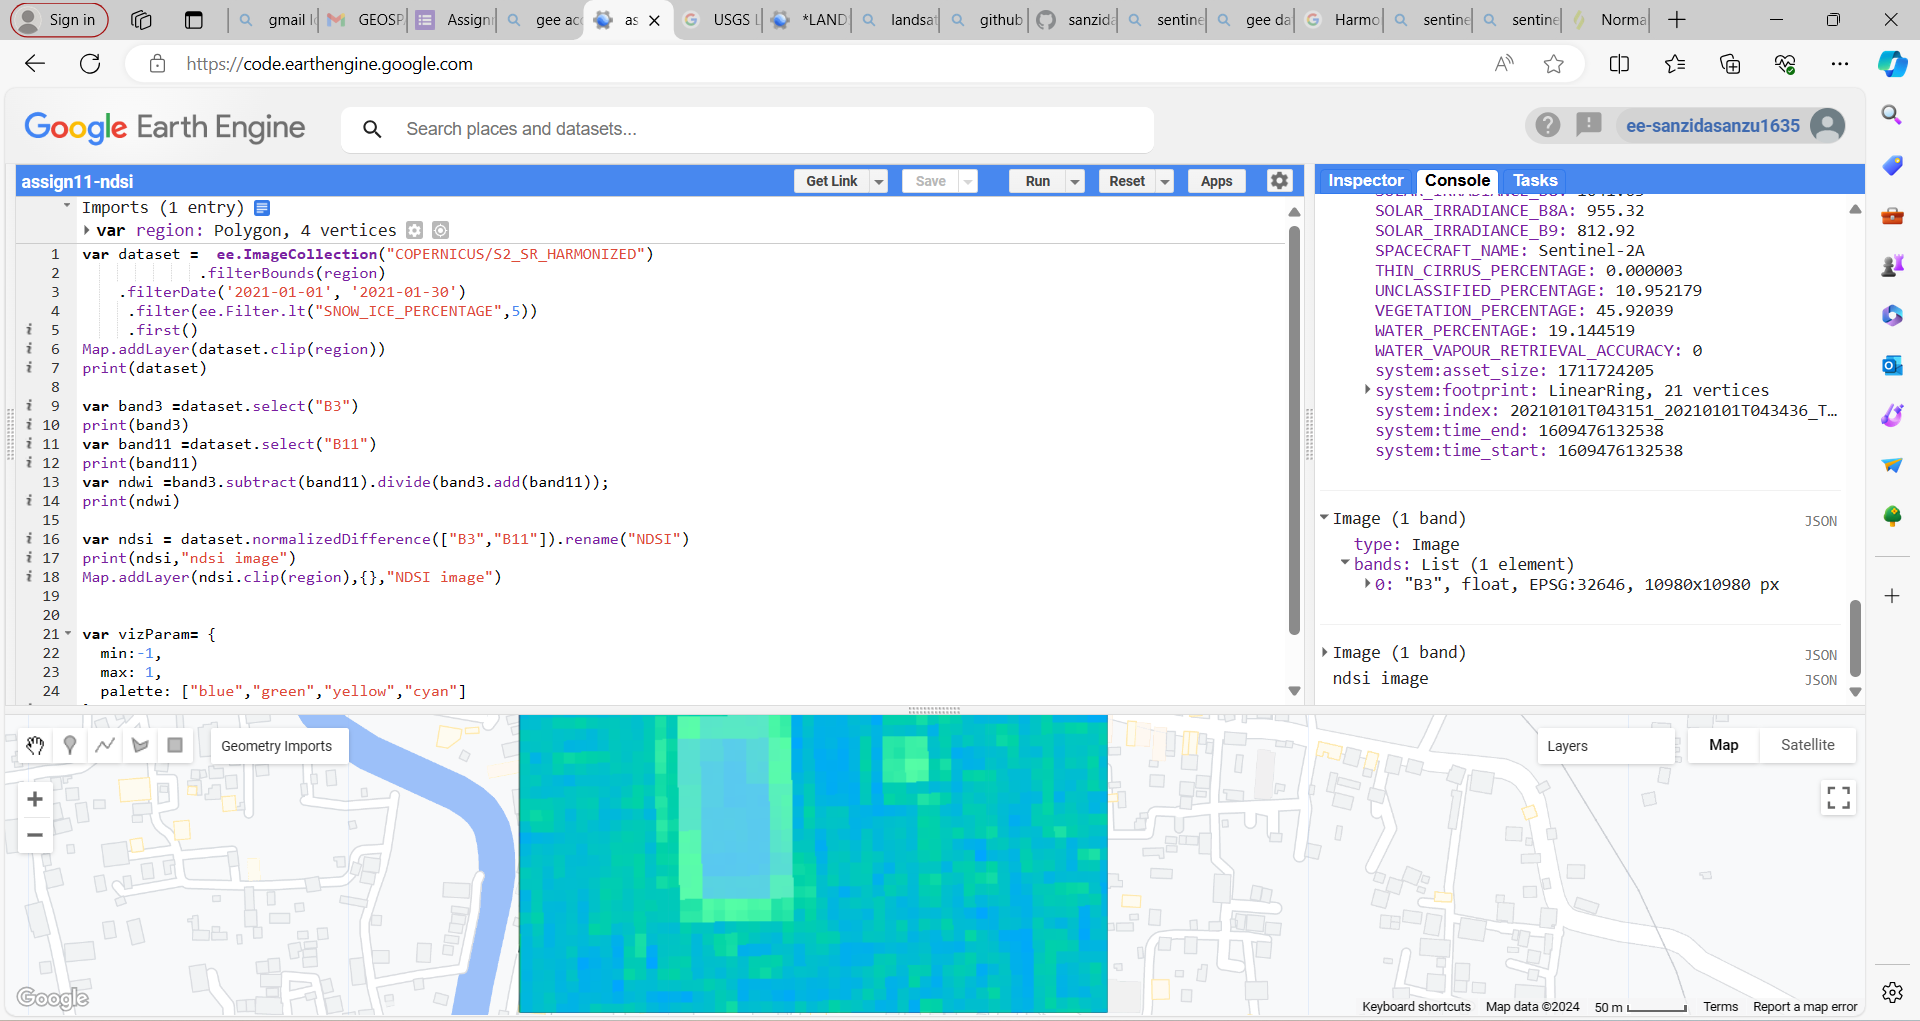 Sign in
gmail
GEOSP
Assign
gee
as
USGS
*LAND
landsat
github
sanzida
sentine
gee da
Harmo
sentine
sentine
Norma
https://code.earthengine.google.com
Google Earth Engine
Search places and datasets...
ee-sanzidasanzu1635
assign11-ndsi
Get Link
Save
Run
Reset
Apps
Inspector
Console
Tasks
Imports (1 entry)
var region: Polygon, 4 vertices
1 var dataset = ee.ImageCollection("COPERNICUS/S2_SR_HARMONIZED")
2 .filterBounds(region)
3 .filterDate('2021-01-01', '2021-01-30')
4 .filter(ee.Filter.lt("SNOW_ICE_PERCENTAGE",5))
i 5 .first()
i 6 Map.addLayer(dataset.clip(region))
i 7 print(dataset)
8
i 9 var band3 =dataset.select("B3")
i 10 print(band3)
i 11 var band11 =dataset.select("B11")
i 12 print(band11)
13 var ndwi =band3.subtract(band11).divide(band3.add(band11));
i 14 print(ndwi)
15
i 16 var ndsi = dataset.normalizedDifference(["B3","B11"]).rename("NDSI")
i 17 print(ndsi,"ndsi image")
i 18 Map.addLayer(ndsi.clip(region),{},"NDSI image")
19
20
21 var vizParam= {
22 min:-1,
23 max: 1,
24 palette: ["blue","green","yellow","cyan"]
SOLAR_IRRADIANCE_B8A: 955.32
SOLAR_IRRADIANCE_B9: 812.92
SPACECRAFT_NAME: Sentinel-2A
THIN_CIRRUS_PERCENTAGE: 0.000003
UNCLASSIFIED_PERCENTAGE: 10.952179
VEGETATION_PERCENTAGE: 45.92039
WATER_PERCENTAGE: 19.144519
WATER_VAPOUR_RETRIEVAL_ACCURACY: 0
system:asset_size: 1711724205
system:footprint: LinearRing, 21 vertices
system:index: 20210101T043151_20210101T043436_T…
system:time_end: 1609476132538
system:time_start: 1609476132538
Image (1 band) JSON
type: Image
bands: List (1 element)
0: "B3", float, EPSG:32646, 10980x10980 px
Image (1 band) JSON
ndsi image JSON
Geometry Imports
Layers
Map
Satellite
Google
Keyboard shortcuts
Map data ©2024
50 m
Terms
Report a map error